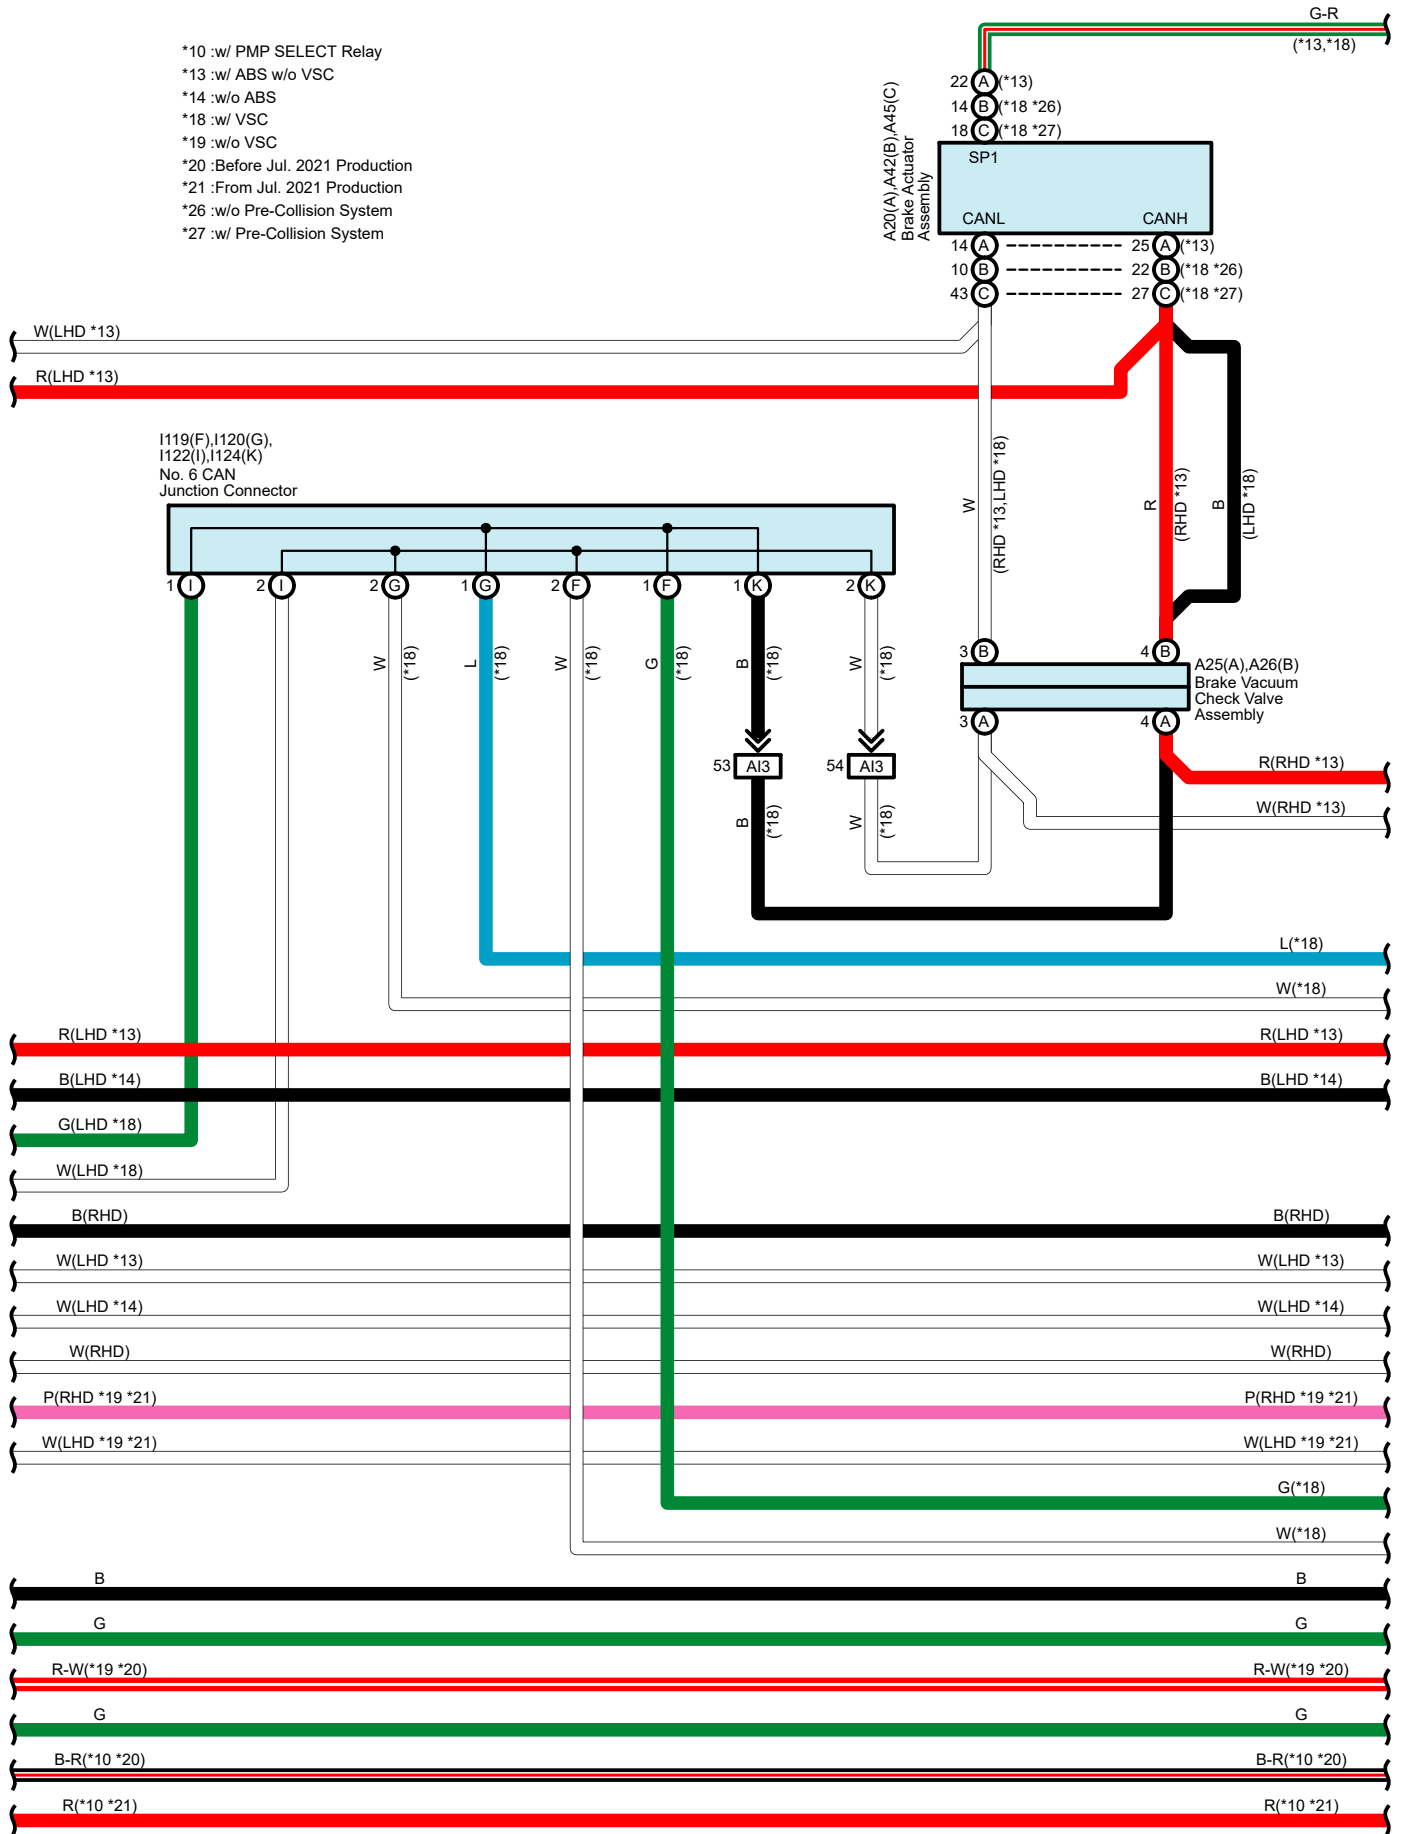 G-R
(*13,*18)
*10 :w/ PMP SELECT Relay
*13 :w/ ABS w/o VSC
*14 :w/o ABS
*18 :w/ VSC
*19 :w/o VSC
*20 :Before Jul. 2021 Production
*21 :From Jul. 2021 Production
*26 :w/o Pre-Collision System
*27 :w/ Pre-Collision System
22 A (*13)
14 B (*18 *26)
18 C (*18 *27)
A20(A),A42(B),A45(C)
Brake Actuator
Assembly
SP1
CANL CANH
14 A 25 A (*13)
10 B 22 B (*18 *26)
43 C 27 C (*18 *27)
W(LHD *13)
R(LHD *13)
I119(F),I120(G),
I122(I),I124(K)
No. 6 CAN
Junction Connector
W
(RHD *13,LHD *18)
R
(RHD *13)
B
(LHD *18)
1 I 2 I 2 G 1 G 2 F 1 F 1 K 2 K
W
(*18)
L
(*18)
W
(*18)
G
(*18)
B
(*18)
W
(*18)
3 B 4 B
A25(A),A26(B)
Brake Vacuum
Check Valve
Assembly
3 A 4 A
53 AI3 54 AI3
R(RHD *13)
W(RHD *13)
B
(*18)
W
(*18)
L(*18)
W(*18)
R(LHD *13) R(LHD *13)
B(LHD *14) B(LHD *14)
G(LHD *18)
W(LHD *18)
B(RHD) B(RHD)
W(LHD *13) W(LHD *13)
W(LHD *14) W(LHD *14)
W(RHD) W(RHD)
P(RHD *19 *21) P(RHD *19 *21)
W(LHD *19 *21) W(LHD *19 *21)
G(*18)
W(*18)
B B
G G
R-W(*19 *20) R-W(*19 *20)
G G
B-R(*10 *20) B-R(*10 *20)
R(*10 *21) R(*10 *21)